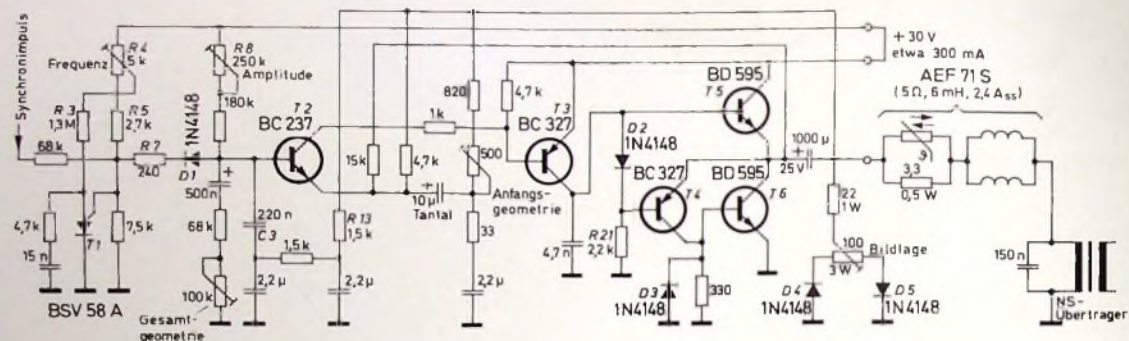 Synchronimpuls
Frequenz
R4
5k
R8
250k
Amplitude
+30 V
etwa 300 mA
AEF 71 S
(5Ω, 6 mH, 2,4 Ass)
R3
1,3M
R5
2,7k
180k
1N4148
D1
T2
BC 237
1k
820
4,7k
T3
BC 327
BD 595
T5
D2
1N4148
1000µ
25V
68k
R7
240
500n
15k
4,7k
10µ
Tantal
500
Anfangs-
geometrie
BC 327
T4
BD 595
T6
22
1W
3,3
0,5 W
4,7k
15n
T1
7,5k
BSV 58 A
68k
100k
Gesamt-
geometrie
220n
C3
1,5k
2,2µ
R13
1,5k
2,2µ
33
2,2µ
4,7n
R21
2,2k
D3
1N4148
330
100
3W
Bildlage
D4
1N4148
D5
1N4148
150n
NS-
Übertrager